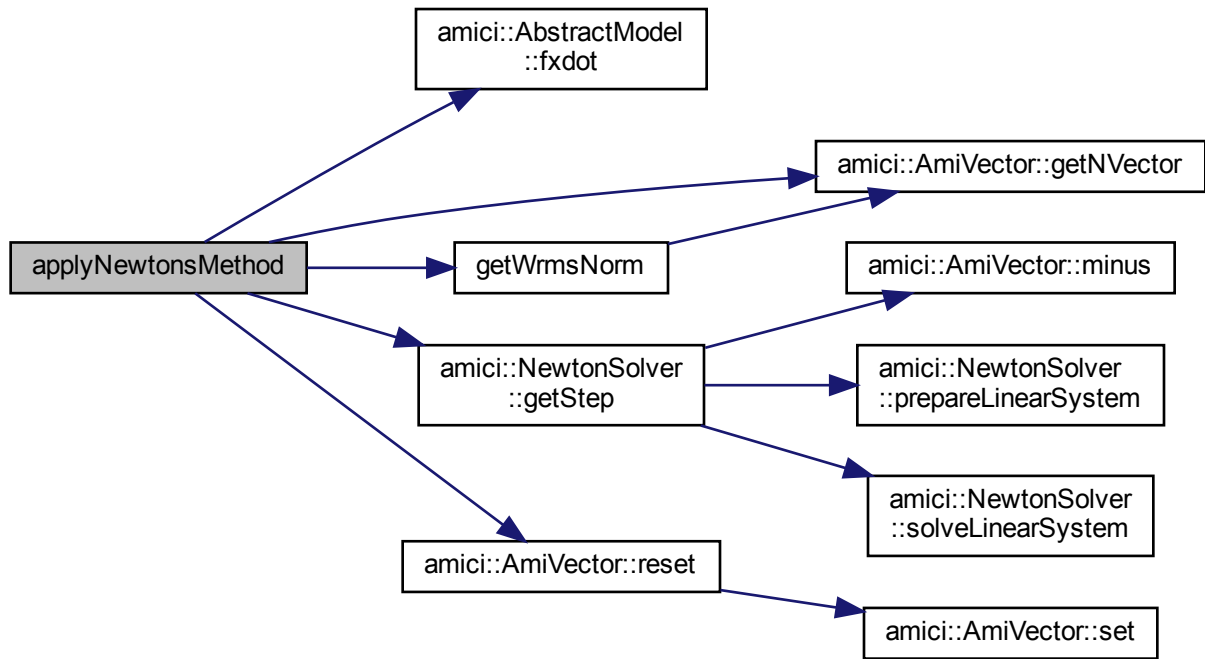 amici::AbstractModel
::fxdot
amici::AmiVector::getNVector
applyNewtonsMethod
getWrmsNorm
amici::AmiVector::minus
amici::NewtonSolver
::getStep
amici::NewtonSolver
::prepareLinearSystem
amici::NewtonSolver
::solveLinearSystem
amici::AmiVector::reset
amici::AmiVector::set